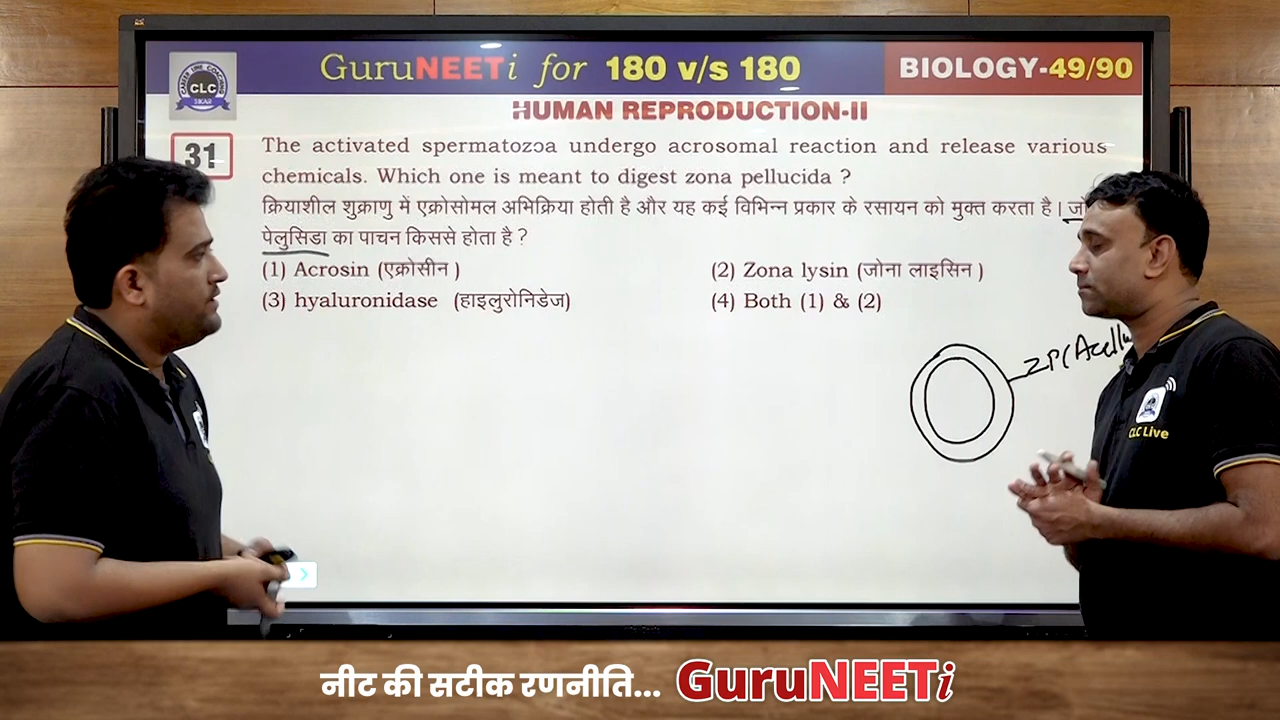 GuruNEETi for 180 v/s 180
BIOLOGY-49/90
CLC
SIKAR
HUMAN REPRODUCTION-II
31
The activated spermatozoa undergo acrosomal reaction and release various
chemicals. Which one is meant to digest zona pellucida ?
क्रियाशील शुक्राणु में एक्रोसोमल अभिक्रिया होती है और यह कई विभिन्न प्रकार के रसायन को मुक्त करता है।
पेलुसिडा का पाचन किससे होता है ?
(1) Acrosin (एक्रोसीन )
(2) Zona lysin (जोना लाइसिन )
(3) hyaluronidase (हाइलुरोनिडेज)
(4) Both (1) & (2)
ZP(
CLC Live
नीट की सटीक रणनीति... GuruNEETi